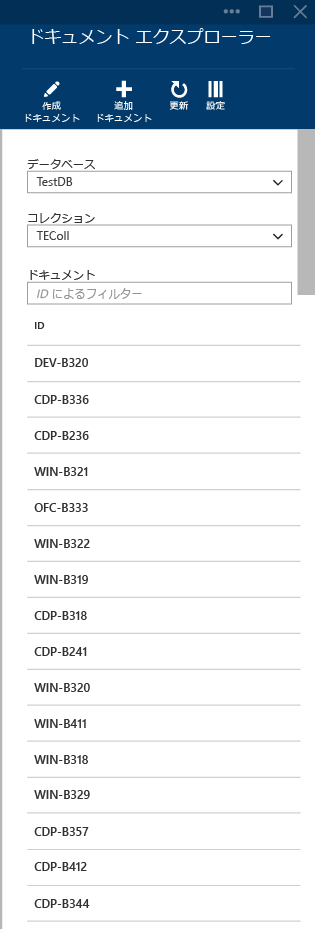 ドキュメント エクスプローラー
作成
ドキュメント
追加
ドキュメント
更新
設定
データベース
TestDB
コレクション
TEColl
ドキュメント
ID によるフィルター
ID
DEV-B320
CDP-B336
CDP-B236
WIN-B321
OFC-B333
WIN-B322
WIN-B319
CDP-B318
CDP-B241
WIN-B320
WIN-B411
WIN-B318
WIN-B329
CDP-B357
CDP-B412
CDP-B344